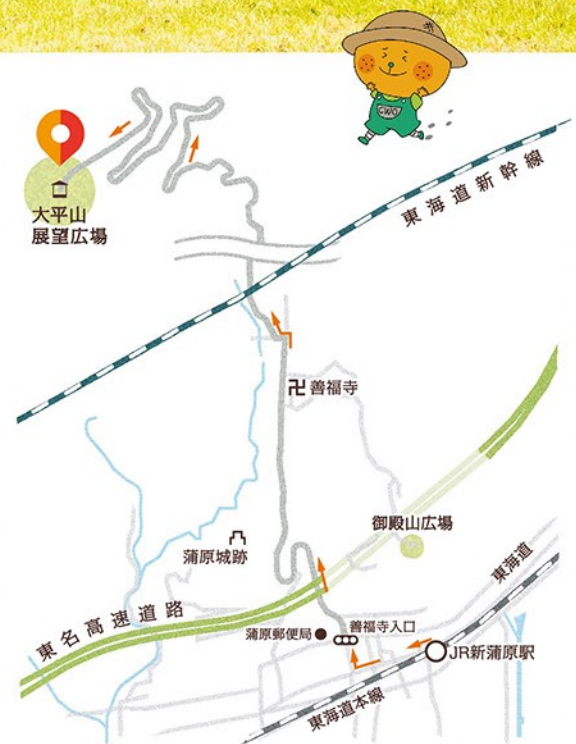 GWO
東海道新幹線
大平山
展望広場
卍善福寺
御殿山広場
蒲原城跡
東海道
東名高速道路
善福寺入口
蒲原郵便局
JR新蒲原駅
東海道本線